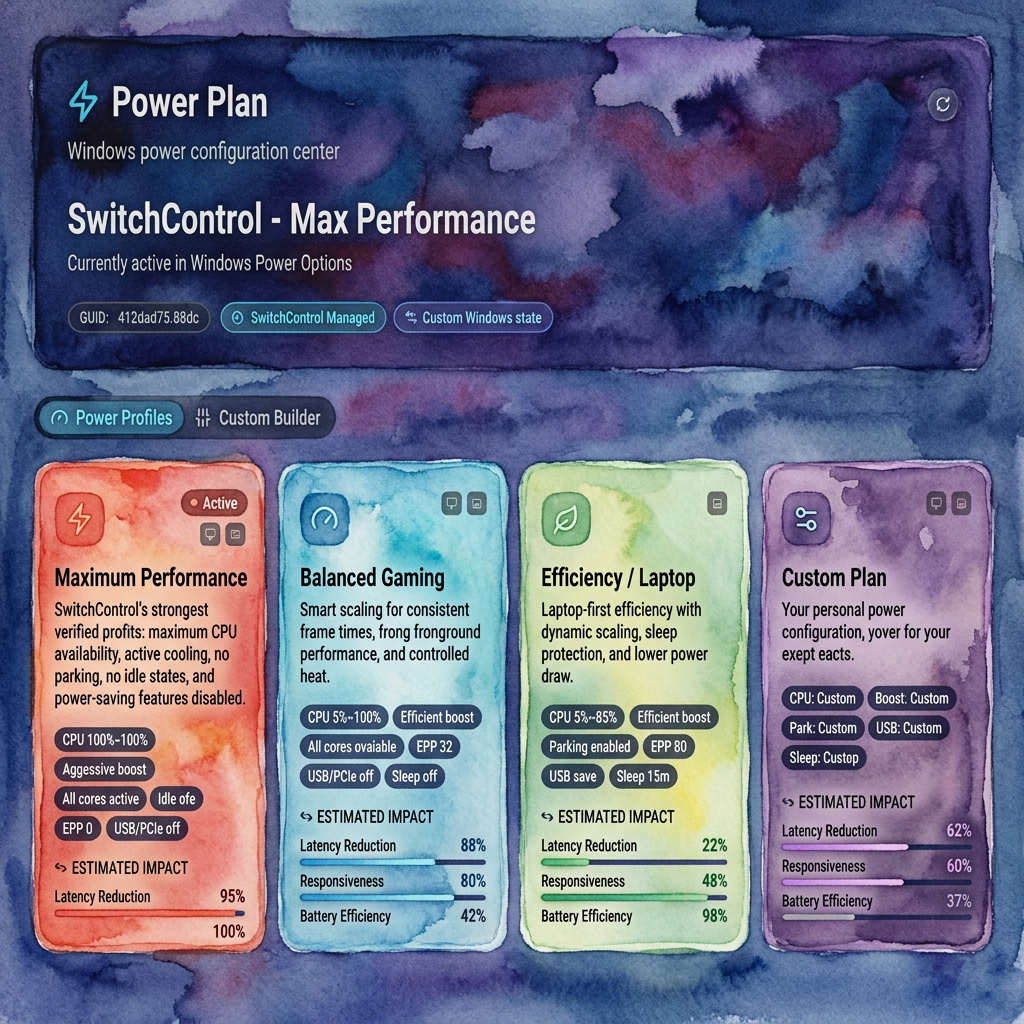 Power Plan
Windows power configuration center
SwitchControl - Max Performance
Currently active in Windows Power Options
GUID: 412dad75.88dc
SwitchControl Managed
Custom Windows state
Power Profiles
Custom Builder
Active
Maximum Performance
SwitchControl's strongest
verified profits: maximum CPU
availability, active cooling, no
parking, no idle states, and
power-saving features disabled.
CPU 100%-100%
Aggessive boost
All cores active
Idle ofe
EPP 0
USB/PCIe off
ESTIMATED IMPACT
Latency Reduction 95%
100%
Balanced Gaming
Smart scaling for consistent
frame times, frong fronground
performance, and controlled
heat.
CPU 5%--100%
Efficient boost
All cores ovaiable
EPP 32
USB/PCIe off
Sleep off
ESTIMATED IMPACT
Latency Reduction 88%
Responsiveness 80%
Battery Efficiency 42%
Efficiency / Laptop
Laptop-first efficiency with
dynamic scaling, sleep
protection, and lower power
draw.
CPU 5%--85%
Efficient boost
Parking enabled
EPP 80
USB save
Sleep 15m
ESTIMATED IMPACT
Latency Reduction 22%
Responsiveness 48%
Battery Efficiency 98%
Custom Plan
Your personal power
configuration, yover for your
exept eacts.
CPU: Custom
Boost: Custom
Park: Custom
USB: Custom
Sleep: Custop
ESTIMATED IMPACT
Latency Reduction 62%
Responsiveness 60%
Battery Efficiency 37%